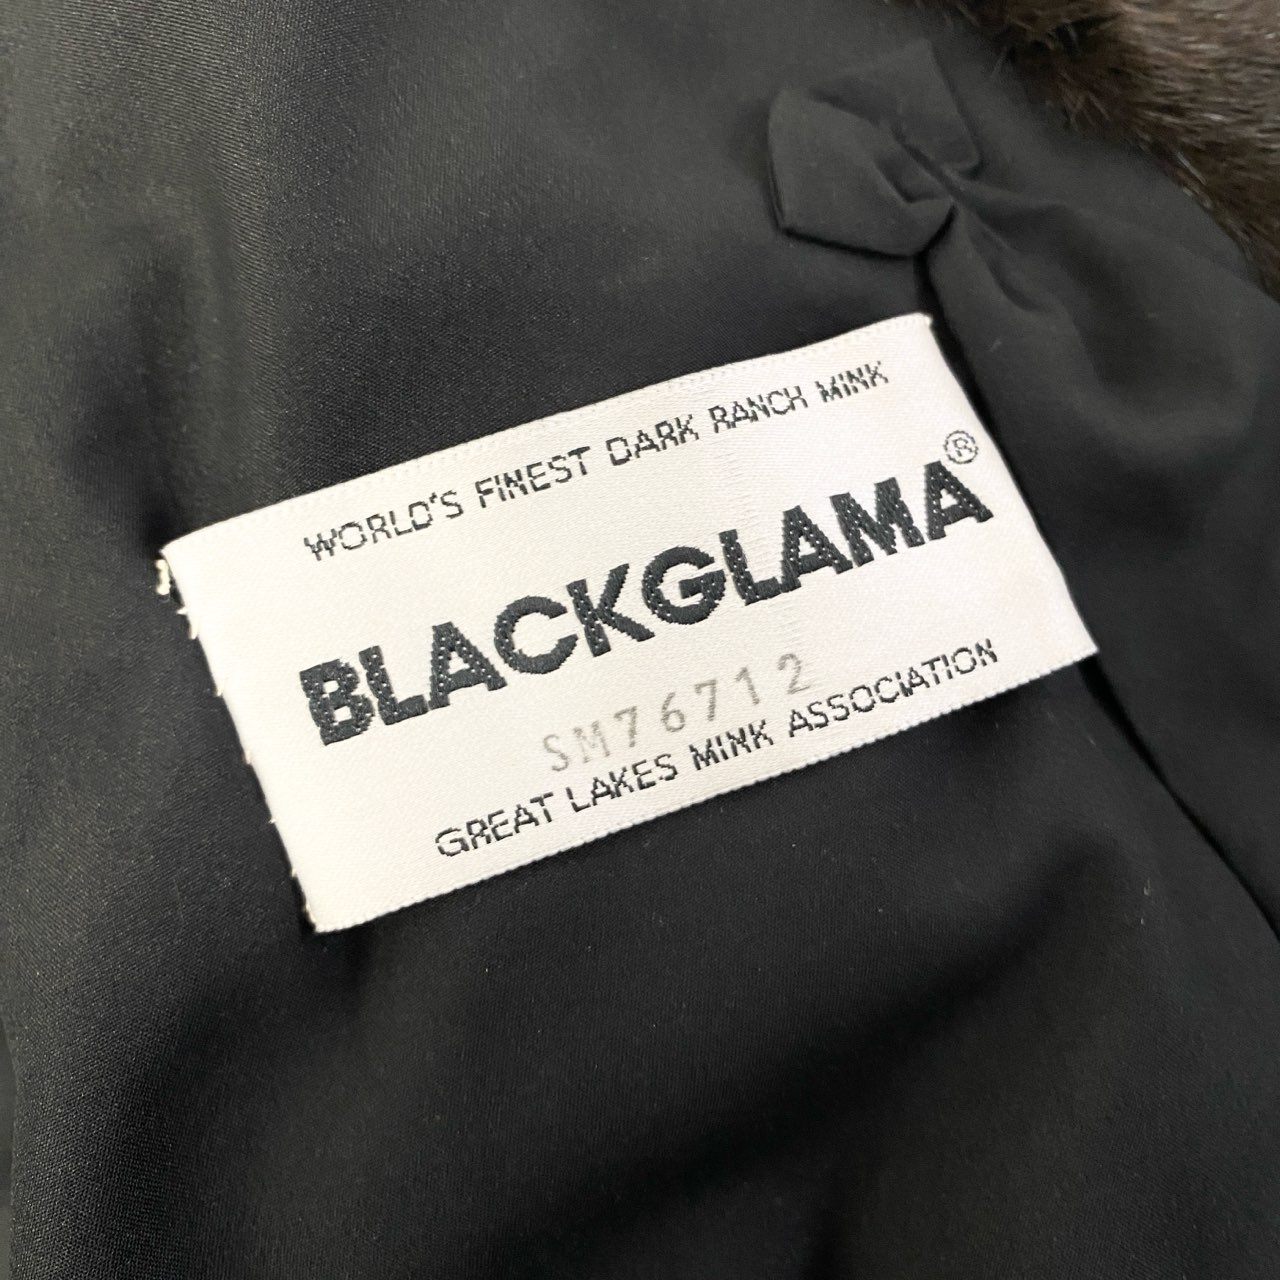 WORLD'S FINEST DARK RANCH MINK
BLACKGLAMA®
SM76712
GREAT LAKES MINK ASSOCIATION